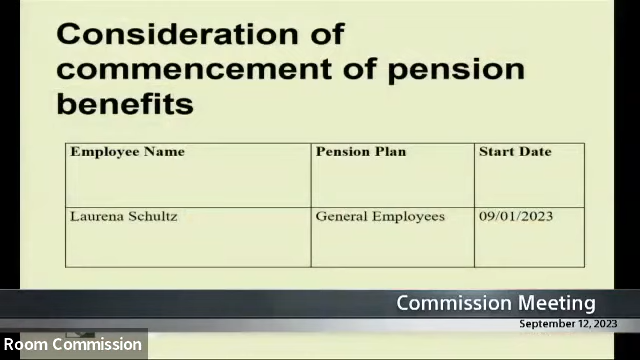 Consideration of
commencement of pension
benefits
Employee Name Pension Plan Start Date
Laurena Schultz General Employees 09/01/2023
Commission Meeting
September 12, 2023
Room Commission